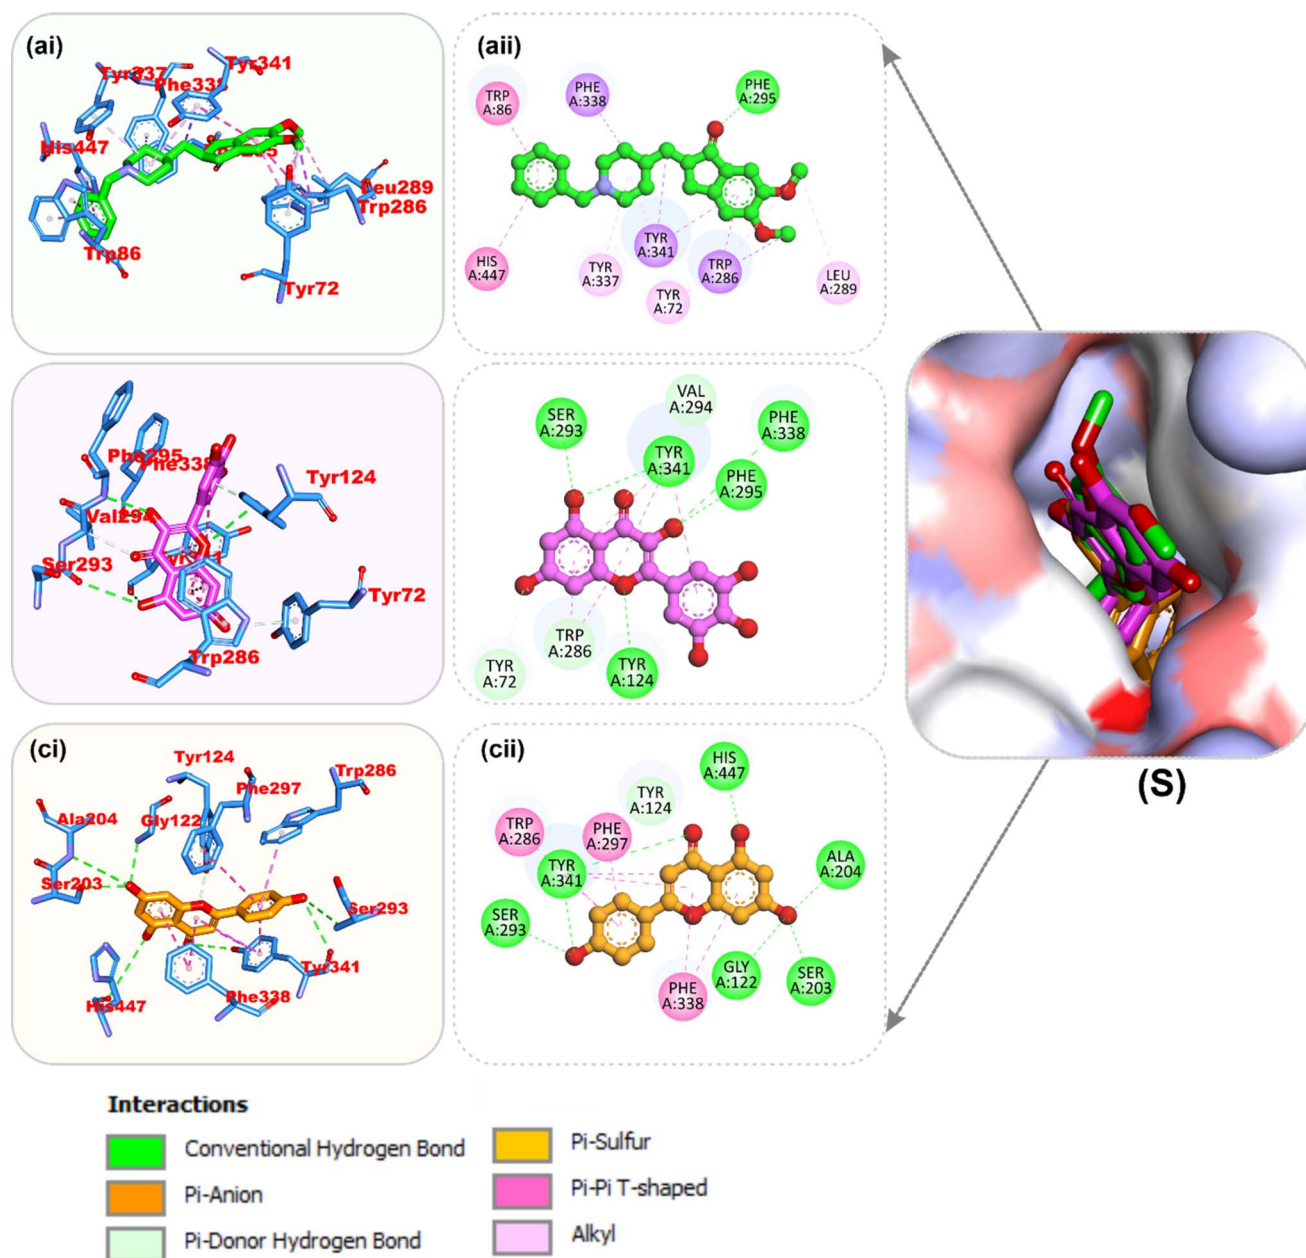 (ai)
Tyr337
Phe338
Tyr341
His447
Leu289
Trp286
Trp86
Tyr72
(aii)
TRP
A:86
PHE
A:338
PHE
A:295
HIS
A:447
TYR
A:337
TYR
A:341
TYR
A:72
TRP
A:286
LEU
A:289
Phe295
Phe338
Tyr124
Val294
Ser293
Tyr72
Trp286
SER
A:293
VAL
A:294
TYR
A:341
PHE
A:338
PHE
A:295
TYR
A:72
TRP
A:286
TYR
A:124
(S)
(ci)
Tyr124
Phe297
Trp286
Ala204
Gly122
Ser203
Ser293
Tyr341
His447
Phe338
(cii)
HIS
A:447
TYR
A:124
TRP
A:286
PHE
A:297
TYR
A:341
ALA
A:204
SER
A:293
GLY
A:122
SER
A:203
PHE
A:338
Interactions
Conventional Hydrogen Bond
Pi-Anion
Pi-Donor Hydrogen Bond
Pi-Sulfur
Pi-Pi T-shaped
Alkyl